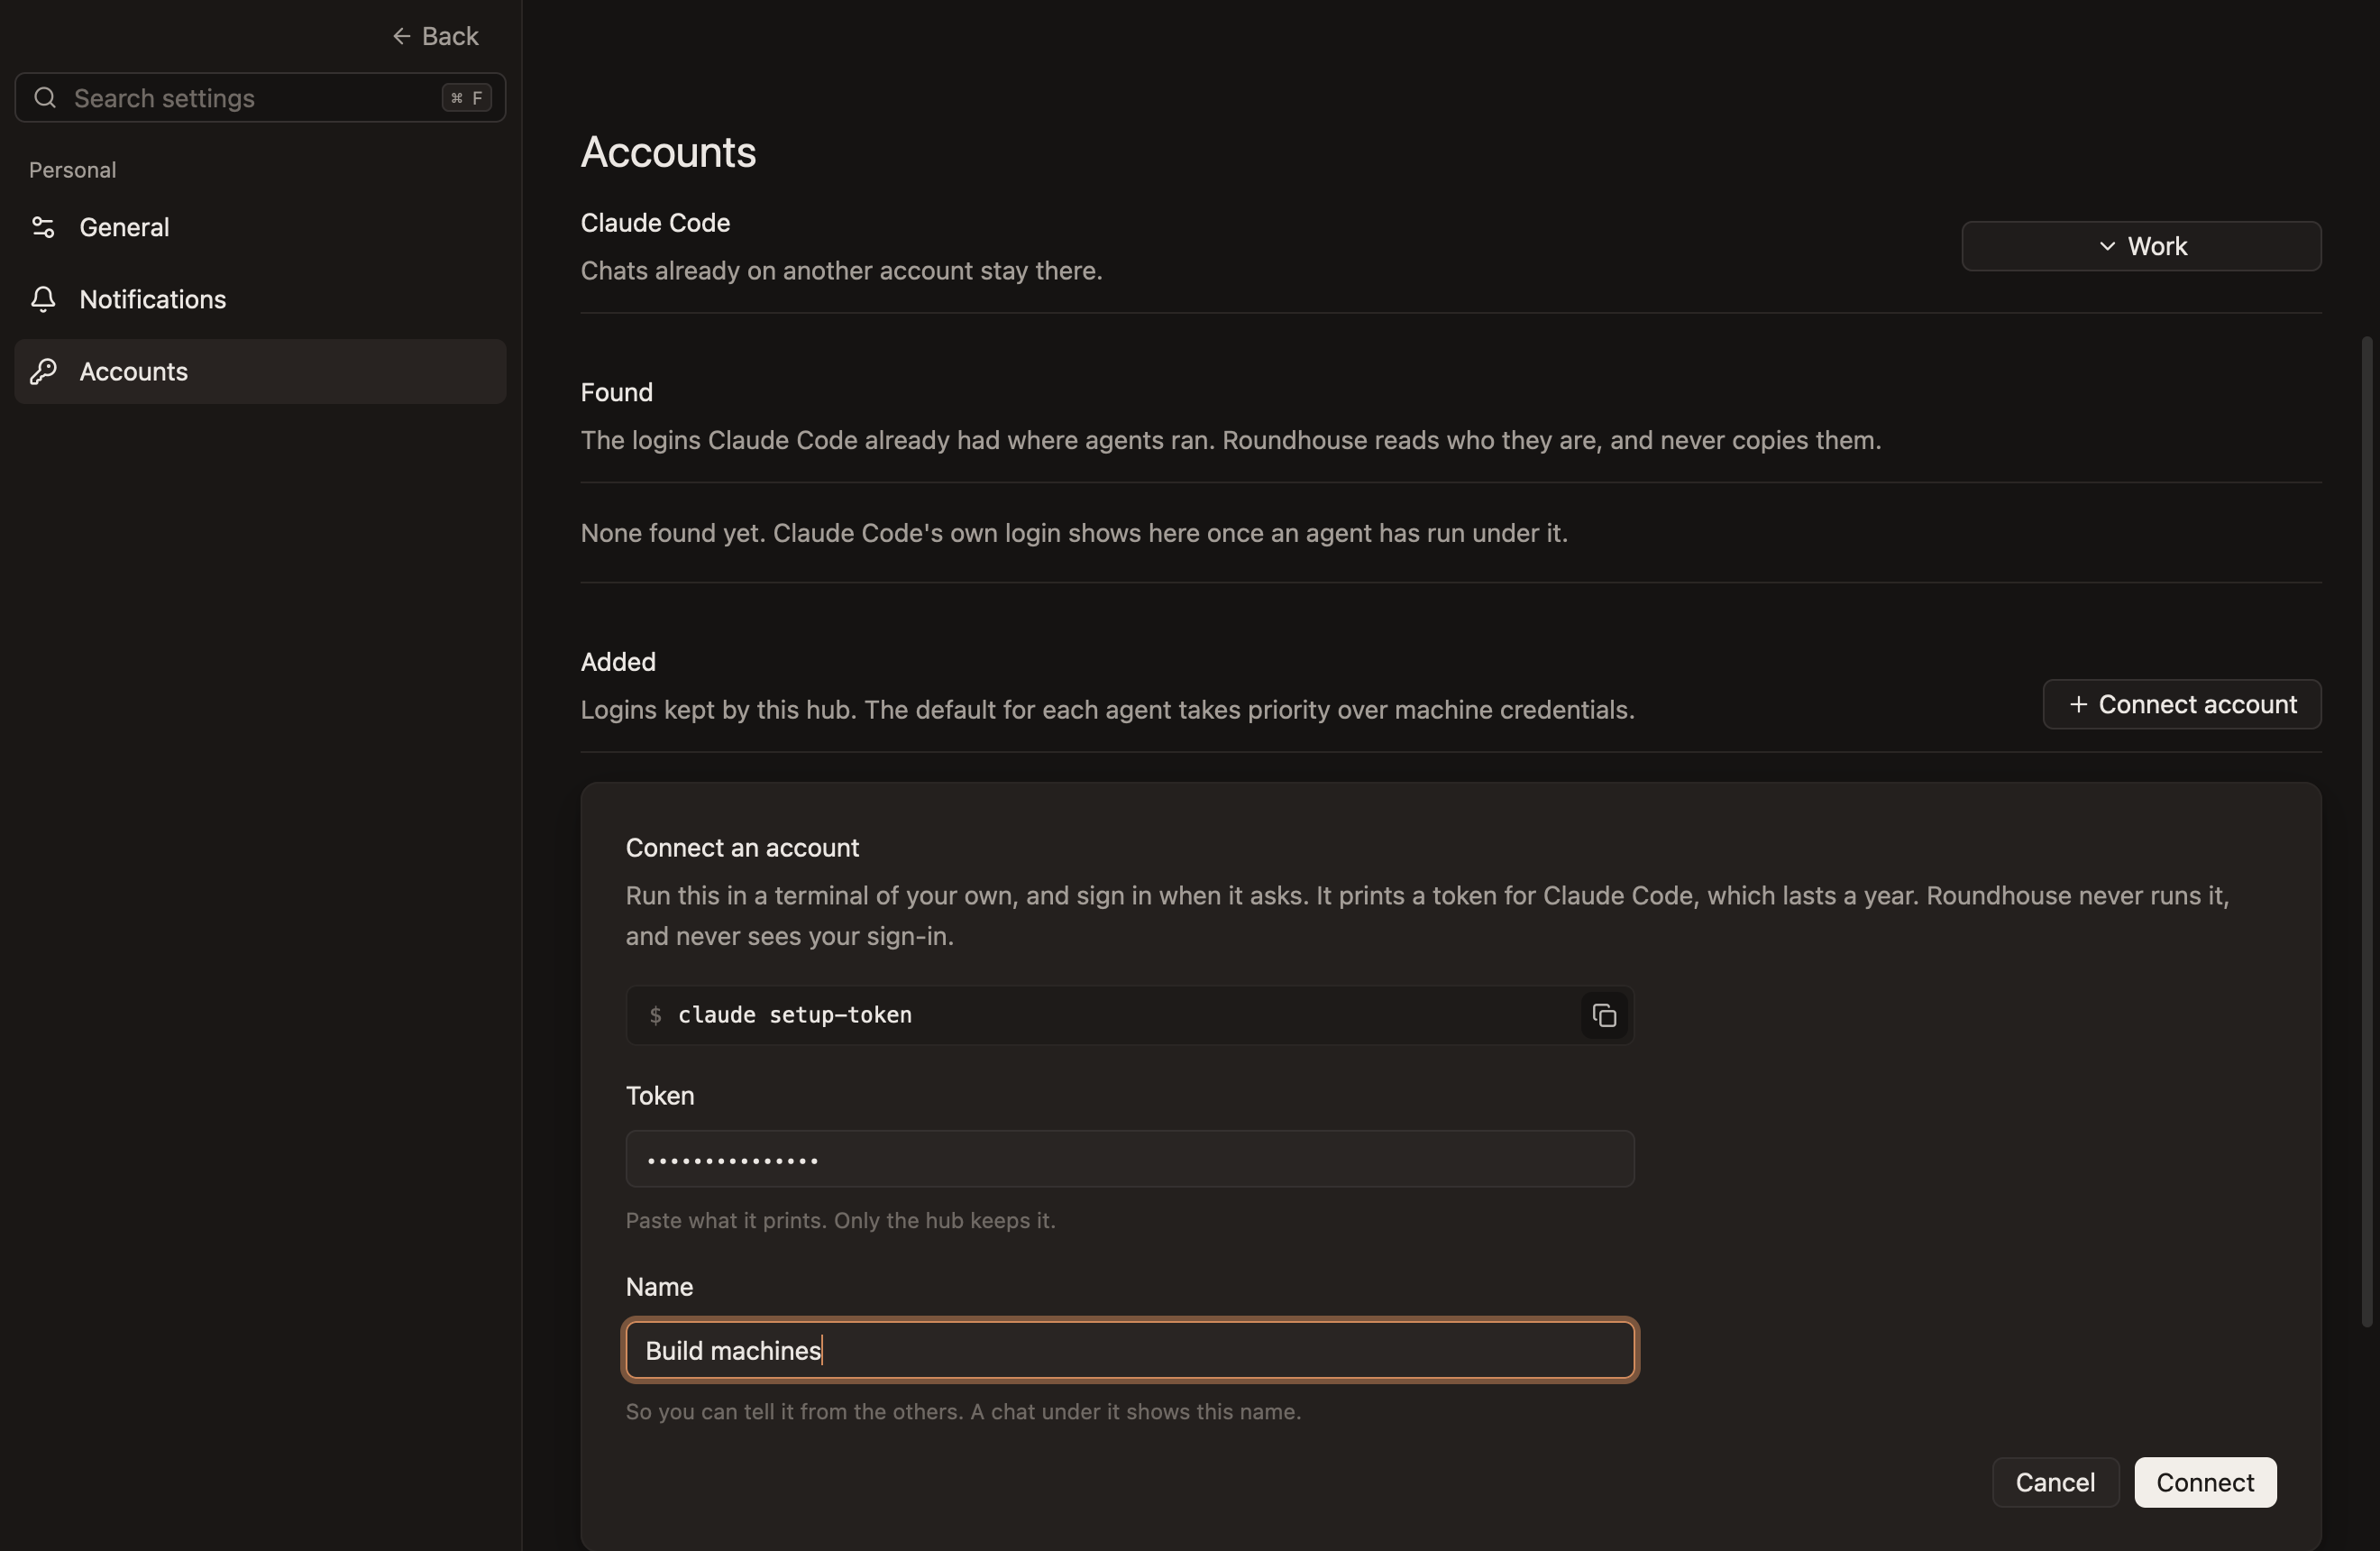 ← Back
Search settings
⌘ F
Personal
General
Notifications
Accounts
Accounts
Claude Code
Chats already on another account stay there.
Work
Found
The logins Claude Code already had where agents ran. Roundhouse reads who they are, and never copies them.
None found yet. Claude Code's own login shows here once an agent has run under it.
Added
Logins kept by this hub. The default for each agent takes priority over machine credentials.
+ Connect account
Connect an account
Run this in a terminal of your own, and sign in when it asks. It prints a token for Claude Code, which lasts a year. Roundhouse never runs it,
and never sees your sign-in.
$ claude setup-token
Token
•••••••••••••••
Paste what it prints. Only the hub keeps it.
Name
Build machines
So you can tell it from the others. A chat under it shows this name.
Cancel
Connect